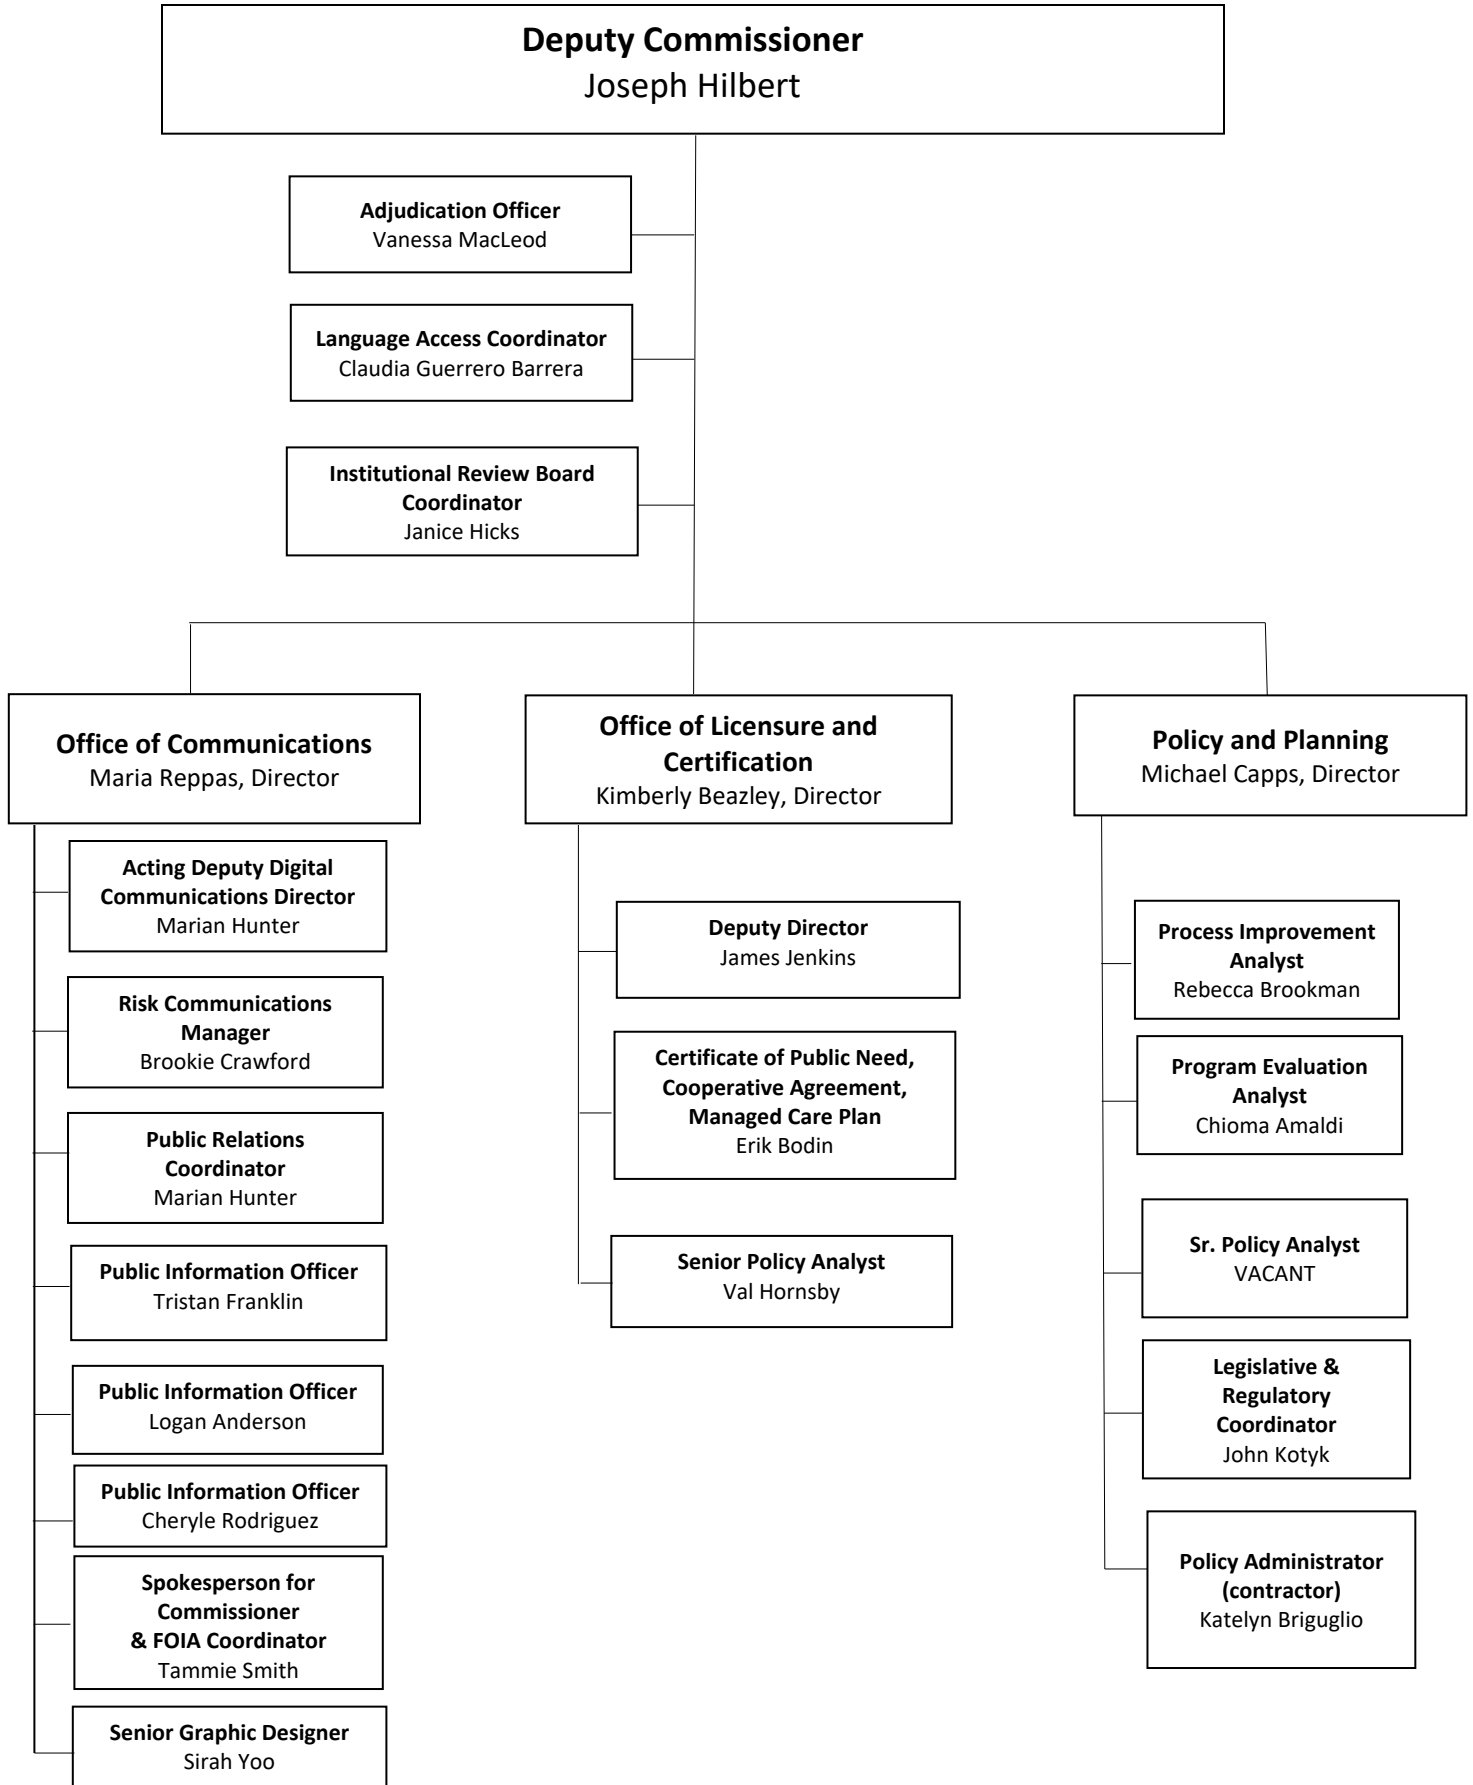 Deputy Commissioner
Joseph Hilbert
Adjudication Officer
Vanessa MacLeod
Language Access Coordinator
Claudia Guerrero Barrera
Institutional Review Board
Coordinator
Janice Hicks
Office of Communications
Maria Reppas, Director
Acting Deputy Digital
Communications Director
Marian Hunter
Risk Communications
Manager
Brookie Crawford
Public Relations
Coordinator
Marian Hunter
Public Information Officer
Tristan Franklin
Public Information Officer
Logan Anderson
Public Information Officer
Cheryle Rodriguez
Spokesperson for
Commissioner
& FOIA Coordinator
Tammie Smith
Senior Graphic Designer
Sirah Yoo
Office of Licensure and
Certification
Kimberly Beazley, Director
Deputy Director
James Jenkins
Certificate of Public Need,
Cooperative Agreement,
Managed Care Plan
Erik Bodin
Senior Policy Analyst
Val Hornsby
Policy and Planning
Michael Capps, Director
Process Improvement
Analyst
Rebecca Brookman
Program Evaluation
Analyst
Chioma Amaldi
Sr. Policy Analyst
VACANT
Legislative &
Regulatory
Coordinator
John Kotyk
Policy Administrator
(contractor)
Katelyn Briguglio